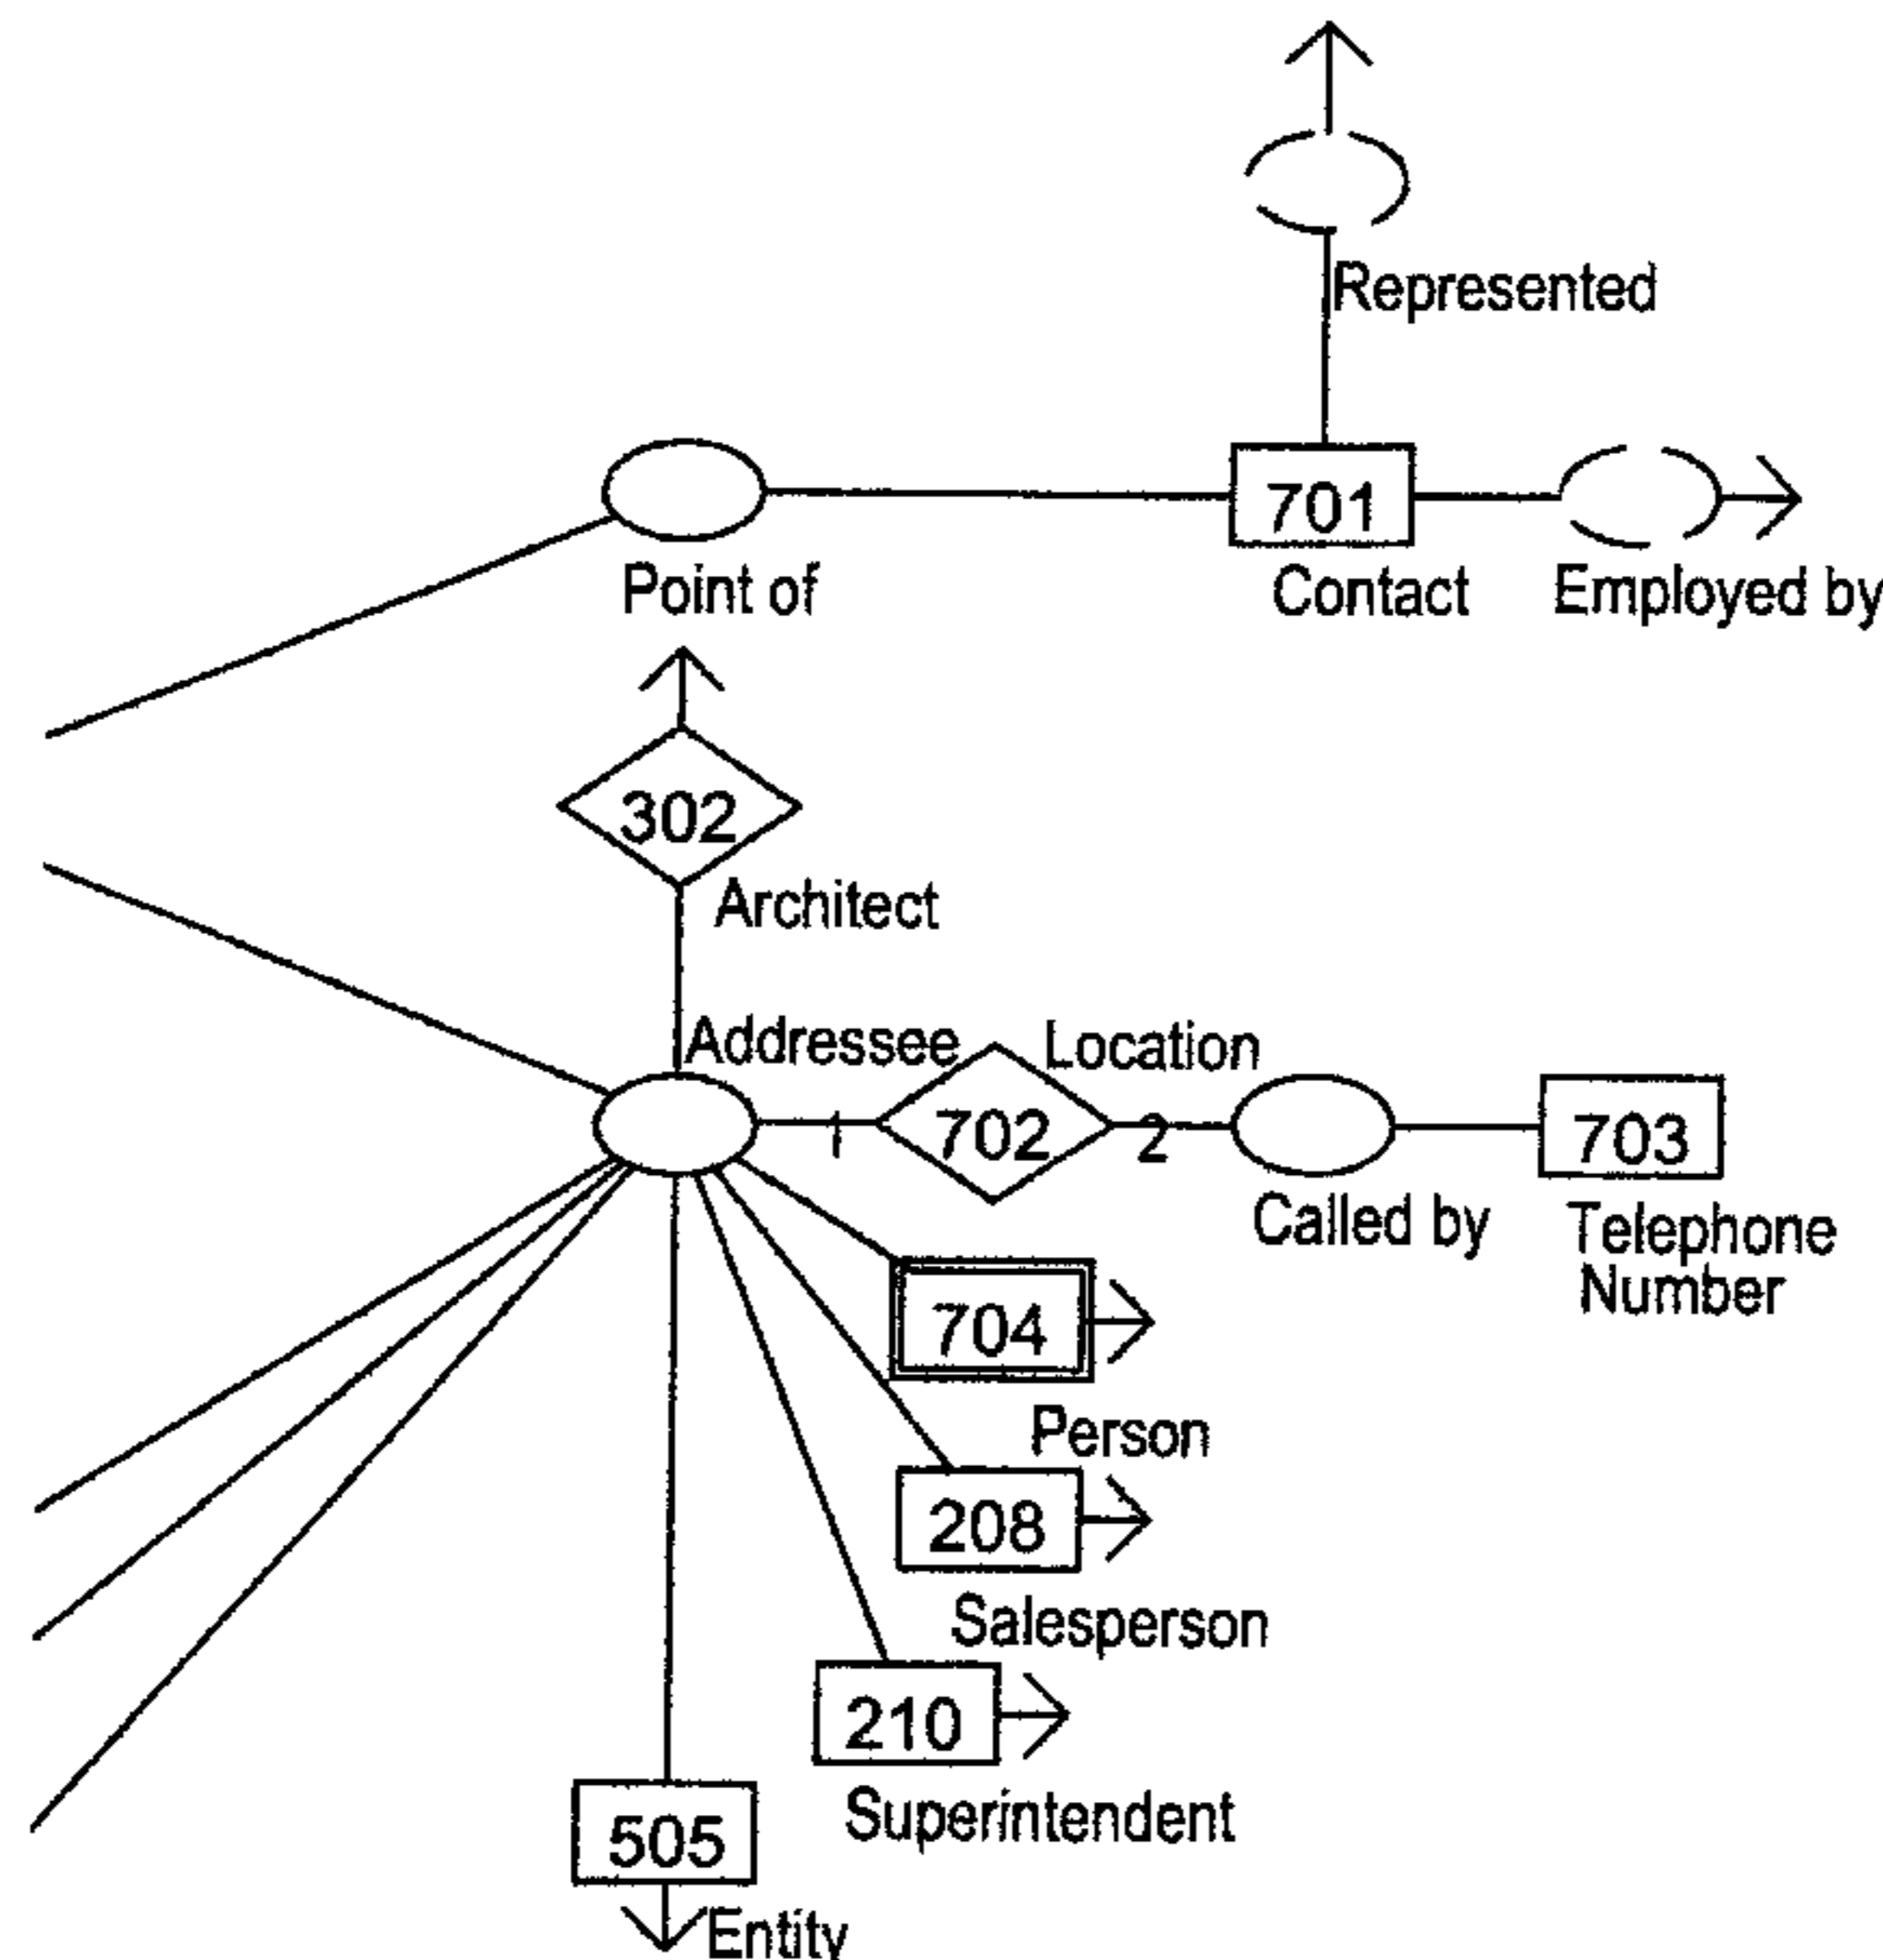 Represented
701
Point of
Contact
Employed by
302
Architect
Addressee
Location
1
702
2
703
Called by
Telephone
Number
704
Person
208
Salesperson
210
Superintendent
505
Entity